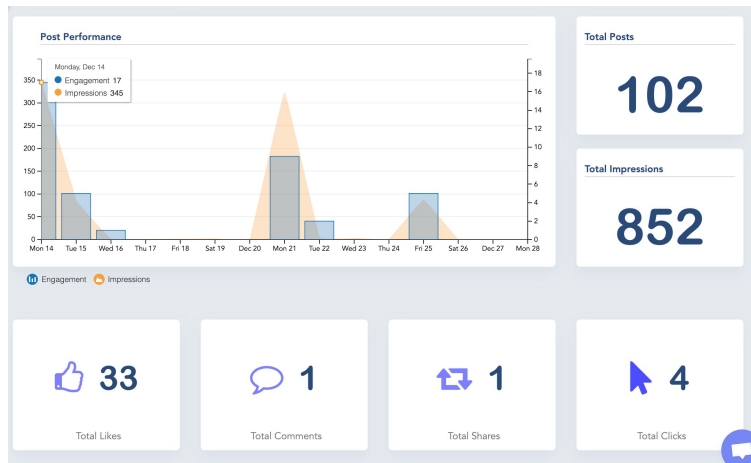 Post Performance
Monday, Dec 14
Engagement 17
Impressions 345
350
300
250
200
150
100
50
0
18
16
14
12
10
8
6
4
2
0
Mon 14 Tue 15 Wed 16 Thu 17 Fri 18 Sat 19 Dec 20 Mon 21 Tue 22 Wed 23 Thu 24 Fri 25 Sat 26 Dec 27 Mon 28
Engagement Impressions
Total Posts
102
Total Impressions
852
33
Total Likes
1
Total Comments
1
Total Shares
4
Total Clicks